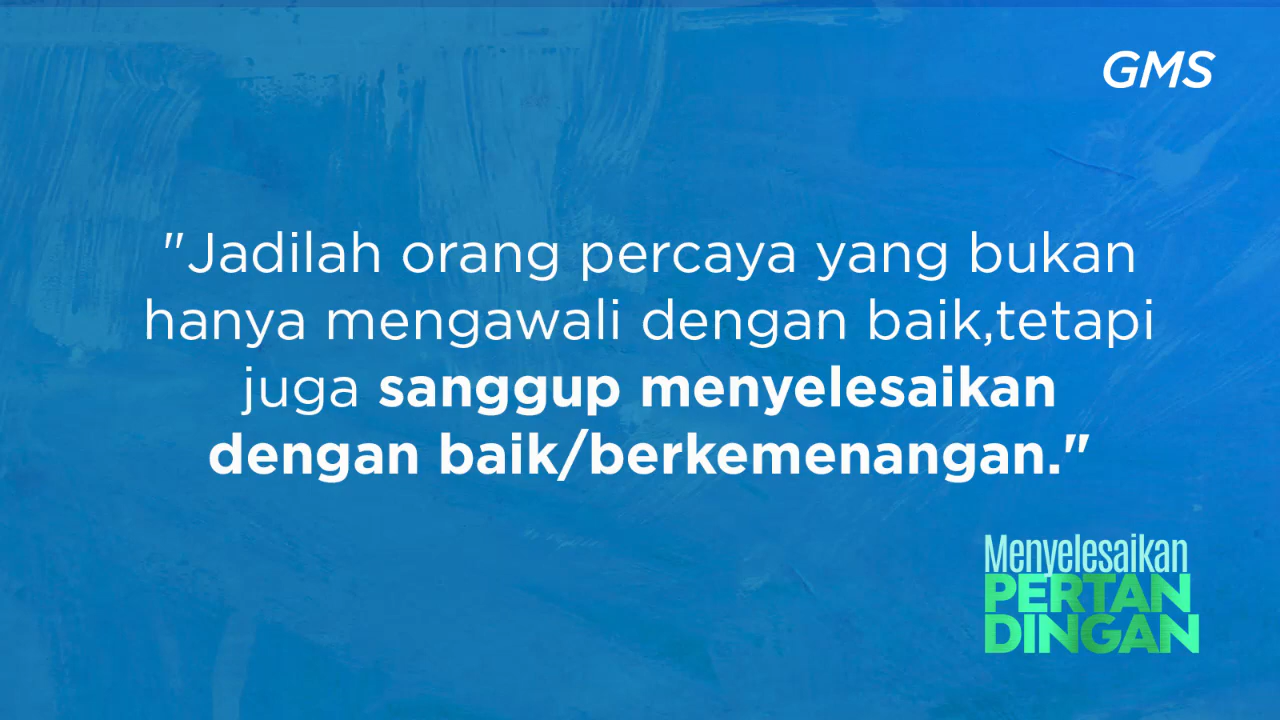 GMS
"Jadilah orang percaya yang bukan
hanya mengawali dengan baik,tetapi
juga sanggup menyelesaikan
dengan baik/berkemenangan."
Menyelesaikan
PERTAN
DINGAN